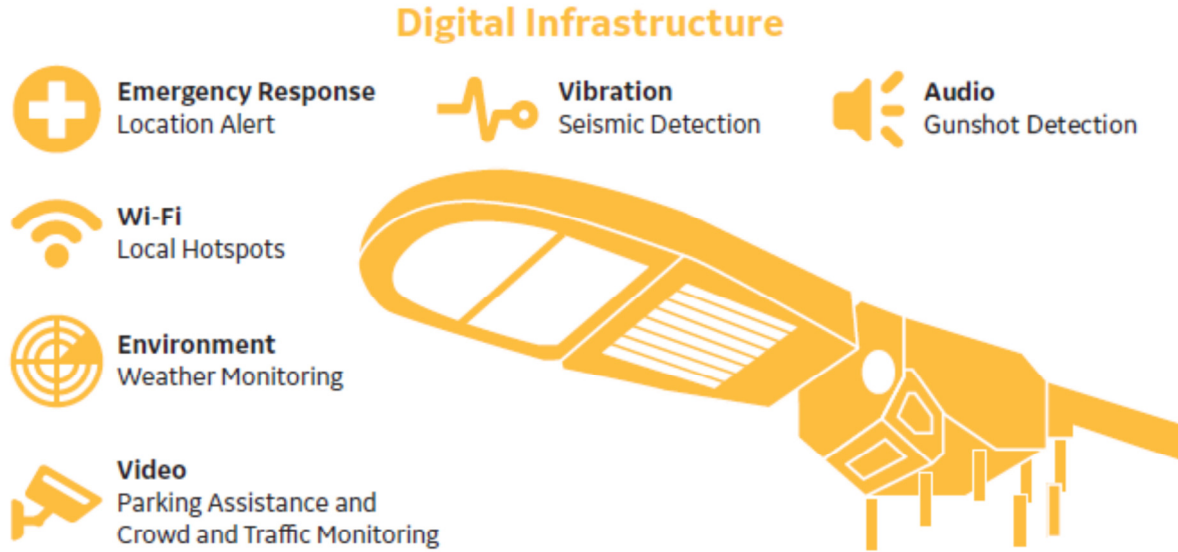 Digital Infrastructure
Emergency Response
Location Alert
Vibration
Seismic Detection
Audio
Gunshot Detection
Wi-Fi
Local Hotspots
Environment
Weather Monitoring
Video
Parking Assistance and
Crowd and Traffic Monitoring